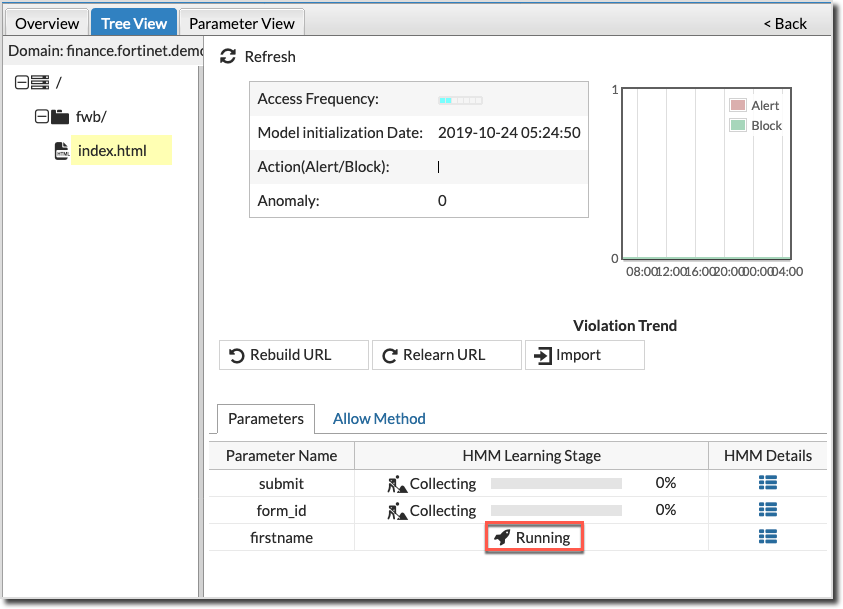 Overview Tree View Parameter View < Back
Domain: finance.fortinet.demo
/
fwb/
HTML index.html
Refresh
Access Frequency:
Model initialization Date: 2019-10-24 05:24:50
Action(Alert/Block): |
Anomaly: 0
1
Alert
Block
0
08:00 12:00 16:00 20:00 00:00 04:00
Violation Trend
Rebuild URL Relearn URL Import
Parameters Allow Method
Parameter Name HMM Learning Stage HMM Details
submit Collecting 0%
form_id Collecting 0%
firstname Running